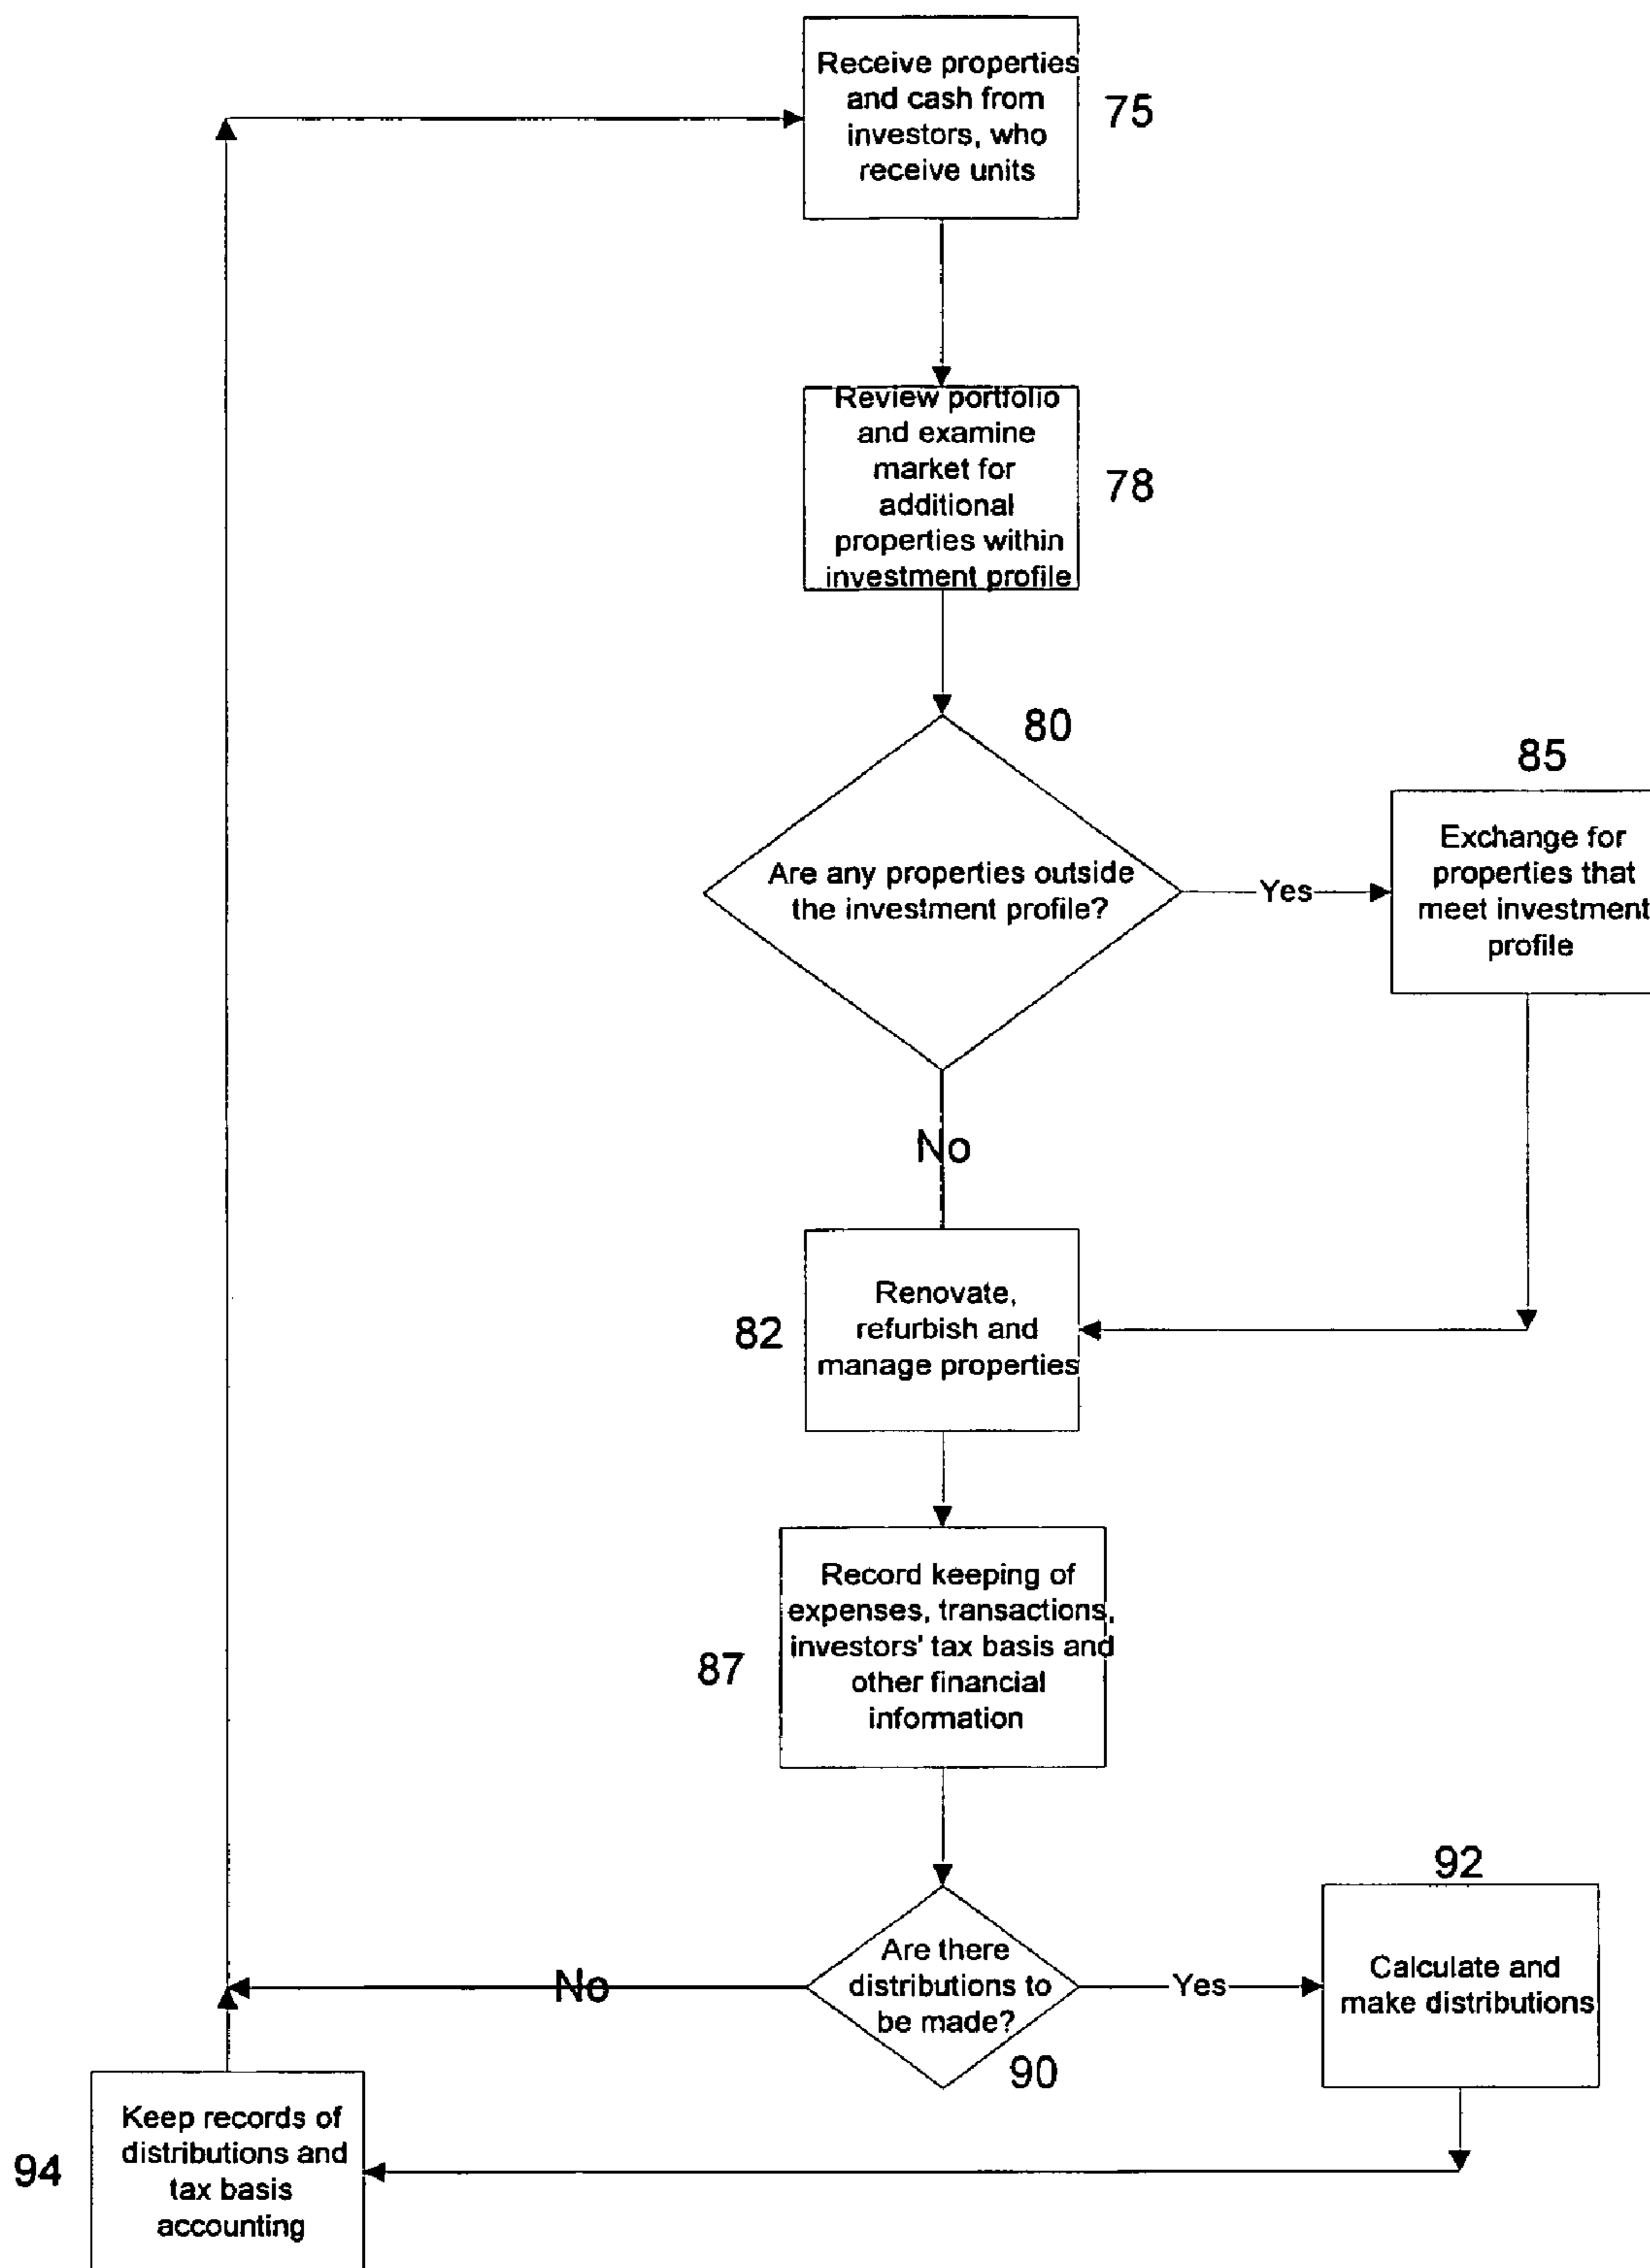 Receive properties
and cash from
investors, who
receive units
75
Review portfolio
and examine
market for
additional
properties within
investment profile
78
80
Are any properties outside
the investment profile?
Yes
85
Exchange for
properties that
meet investment
profile
No
82
Renovate,
refurbish and
manage properties
87
Record keeping of
expenses, transactions,
investors' tax basis and
other financial
information
90
Are there
distributions to
be made?
Yes
92
Calculate and
make distributions
No
94
Keep records of
distributions and
tax basis
accounting